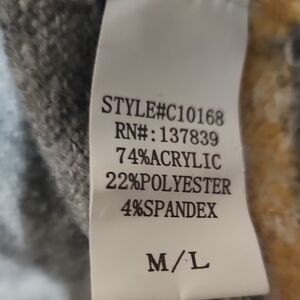 STYLE#C10168
RN#:137839
74%ACRYLIC
22%POLYESTER
4%SPANDEX
M/L